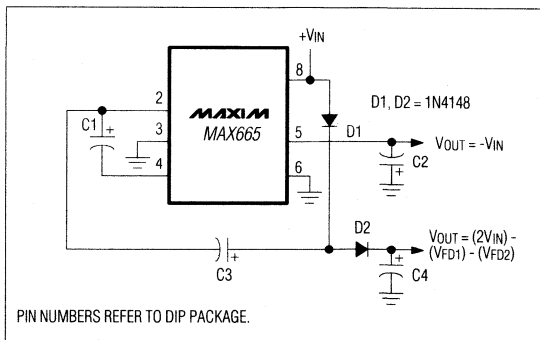 +VIN
8
2
MAXIM
D1, D2 = 1N4148
C1
+
3
MAX665
5
D1
VOUT = -VIN
4
6
+
C2
D2
VOUT = (2VIN) -
(VFD1) - (VFD2)
+
C3
+
C4
PIN NUMBERS REFER TO DIP PACKAGE.